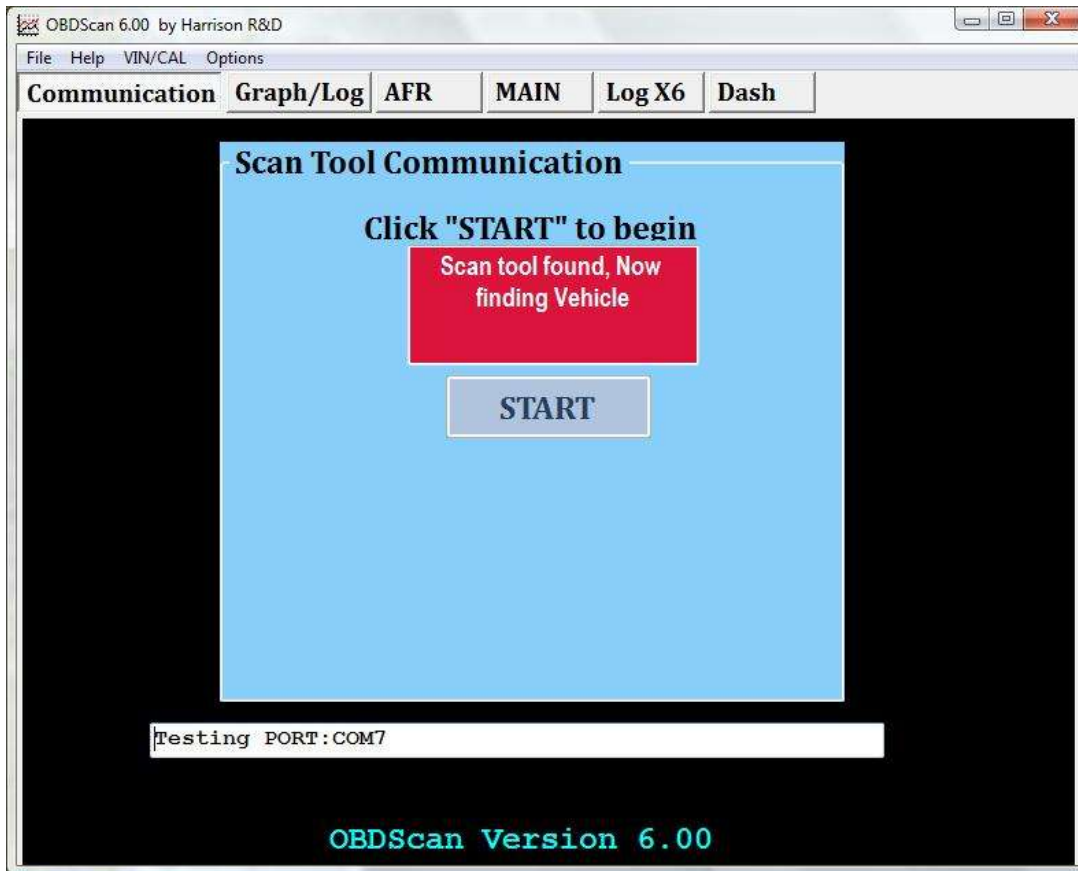 OBDScan 6.00 by Harrison R&D
File Help VIN/CAL Options
Communication Graph/Log AFR MAIN Log X6 Dash
Scan Tool Communication
Click "START" to begin
Scan tool found, Now
finding Vehicle
START
Testing PORT:COM7
OBDScan Version 6.00